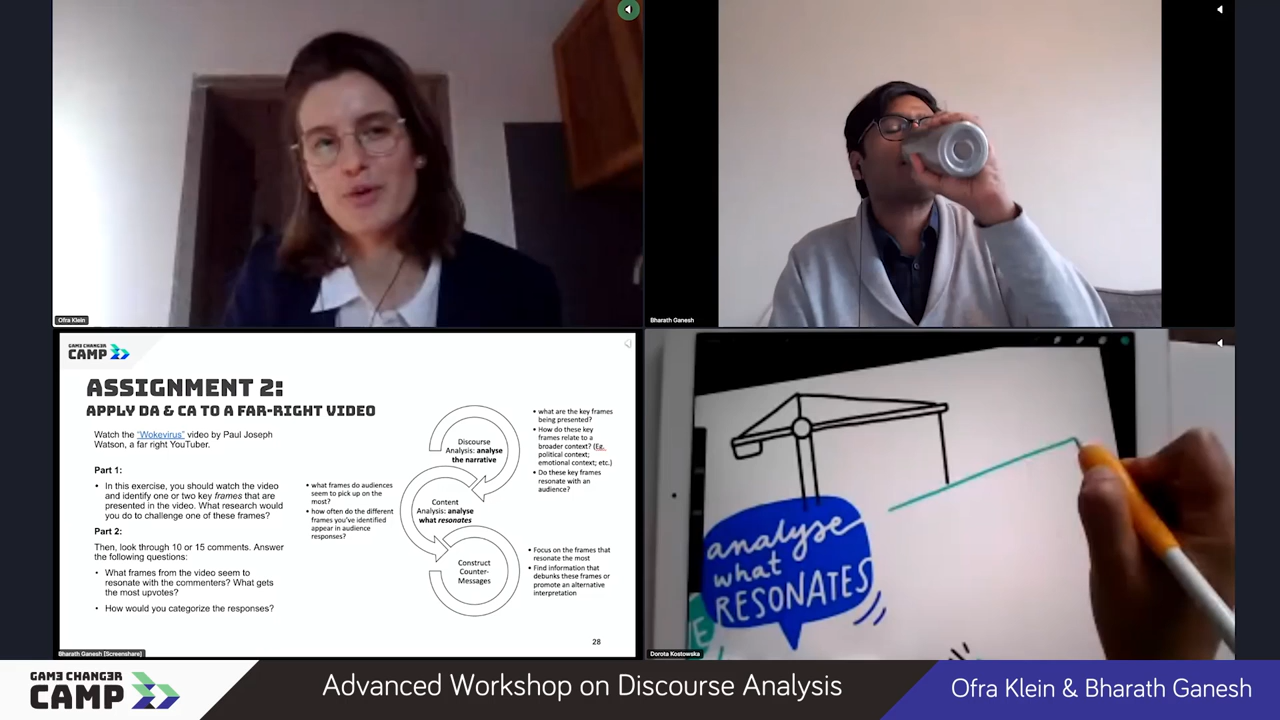 Ofra Klein
Bharath Ganesh
GAM3 CHANG3R
CAMP
ASSIGNMENT 2:
APPLY DA & CA TO A FAR-RIGHT VIDEO
Watch the “Wokevirus” video by Paul Joseph
Watson, a far right YouTuber.
Part 1:
• In this exercise, you should watch the video
and identify one or two key frames that are
presented in the video. What research would
you do to challenge one of these frames?
Part 2:
Then, look through 10 or 15 comments. Answer
the following questions:
• What frames from the video seem to
resonate with the commenters? What gets
the most upvotes?
• How would you categorize the responses?
• what frames do audiences
seem to pick up on the
most?
• how often do the different
frames you've identified
appear in audience
responses?
Discourse
Analysis: analyse
the narrative
Content
Analysis: analyse
what resonates
Construct
Counter-
Messages
• what are the key frames
being presented?
• How do these key
frames relate to a
broader context? (Eg.
political context;
emotional context; etc.)
• Do these key frames
resonate with an
audience?
• Focus on the frames that
resonate the most
• Find information that
debunks these frames or
promote an alternative
interpretation
28
Bharath Ganesh [Screenshare]
analyse
what
RESONATES
Dorota Kostowska
GAM3 CHANG3R
CAMP
Advanced Workshop on Discourse Analysis
Ofra Klein & Bharath Ganesh